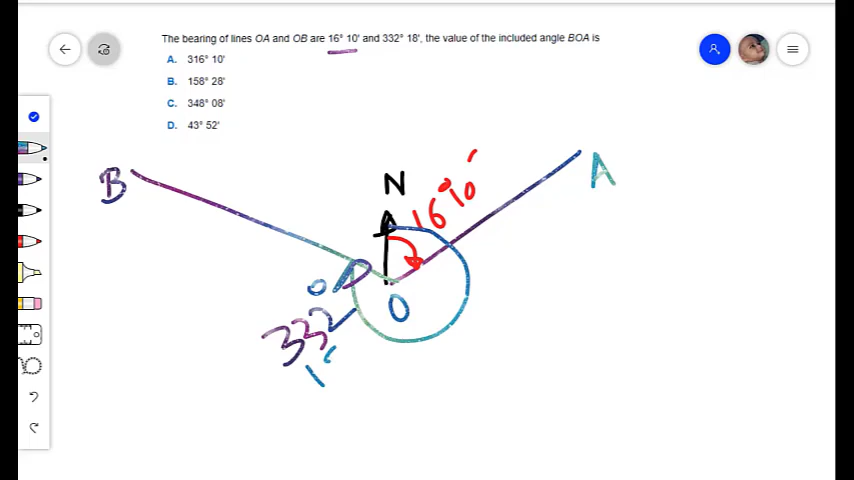 The bearing of lines OA and OB are 16° 10' and 332° 18', the value of the included angle BOA is
A. 316° 10'
B. 158° 28'
C. 348° 08'
D. 43° 52'
B
N
16°10'
A
O
332°